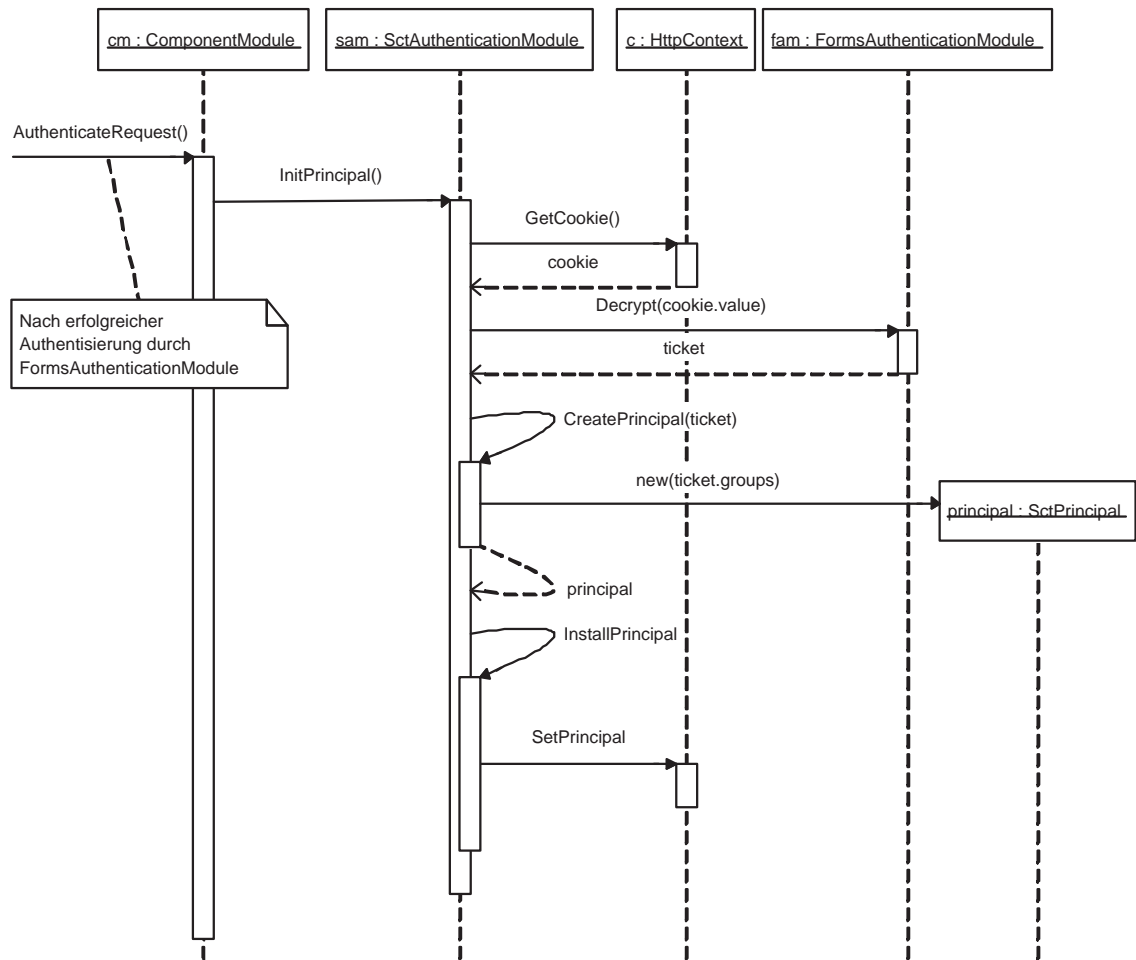 cm : ComponentModule
sam : SctAuthenticationModule
c : HttpContext
fam : FormsAuthenticationModule
AuthenticateRequest()
InitPrincipal()
GetCookie()
cookie
Decrypt(cookie.value)
Nach erfolgreicher
Authentisierung durch
FormsAuthenticationModule
ticket
CreatePrincipal(ticket)
new(ticket.groups)
principal : SctPrincipal
principal
InstallPrincipal
SetPrincipal